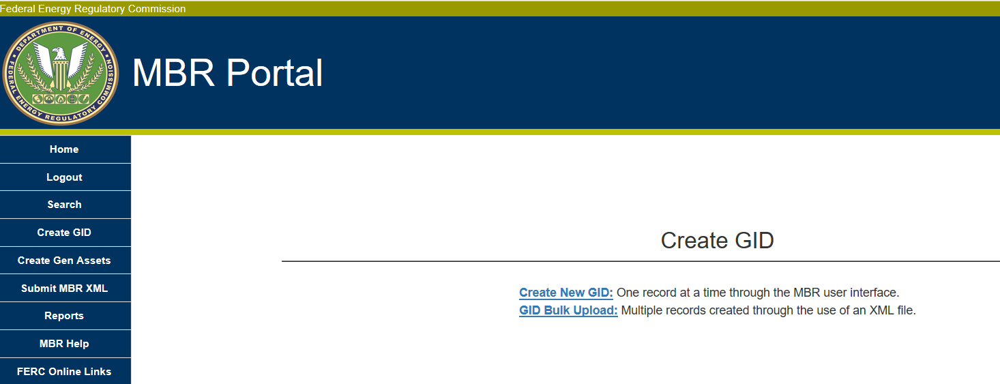 Federal Energy Regulatory Commission
DEPARTMENT OF ENERGY
FEDERAL ENERGY REGULATORY COMMISSION
MBR Portal
Home
Logout
Search
Create GID
Create Gen Assets
Submit MBR XML
Reports
MBR Help
FERC Online Links
Create GID
Create New GID: One record at a time through the MBR user interface.
GID Bulk Upload: Multiple records created through the use of an XML file.